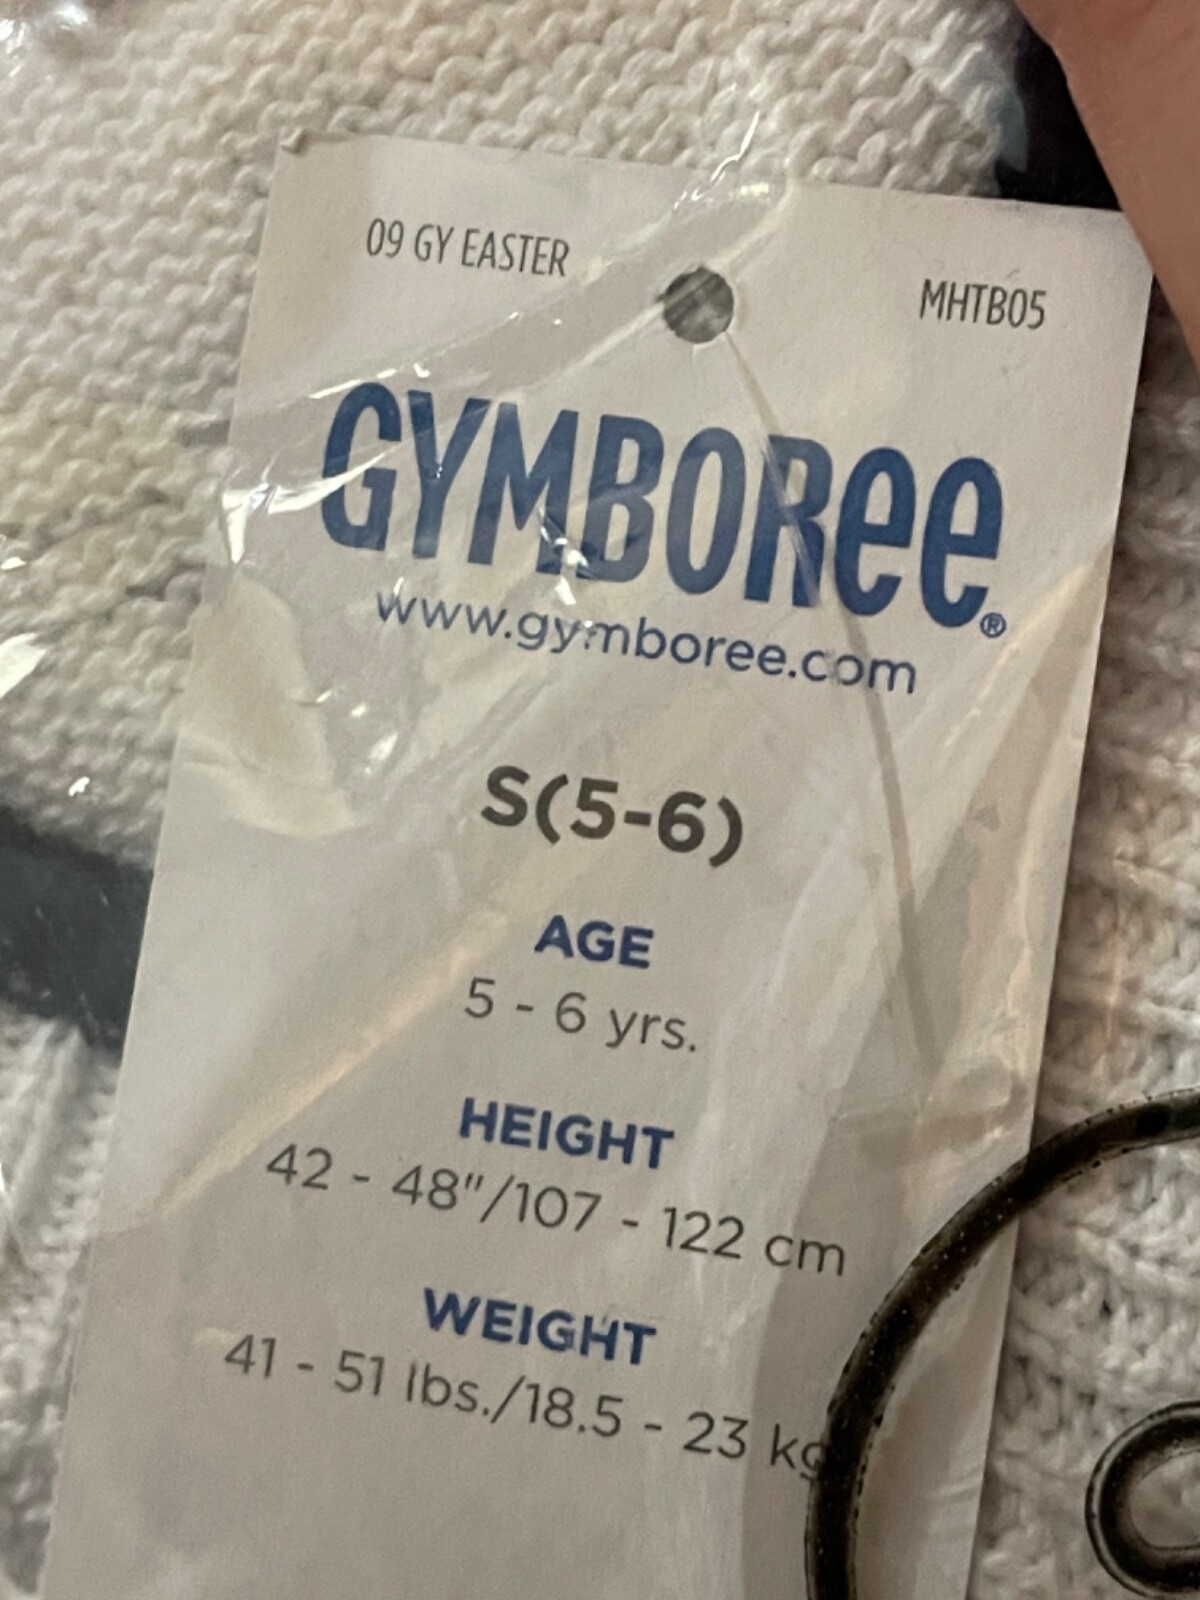 09 GY EASTER
MHTB05
GYMBOREE®
www.gymboree.com
S(5-6)
AGE
5 - 6 yrs.
HEIGHT
42 - 48"/107 - 122 cm
WEIGHT
41 - 51 lbs./18.5 - 23 kg